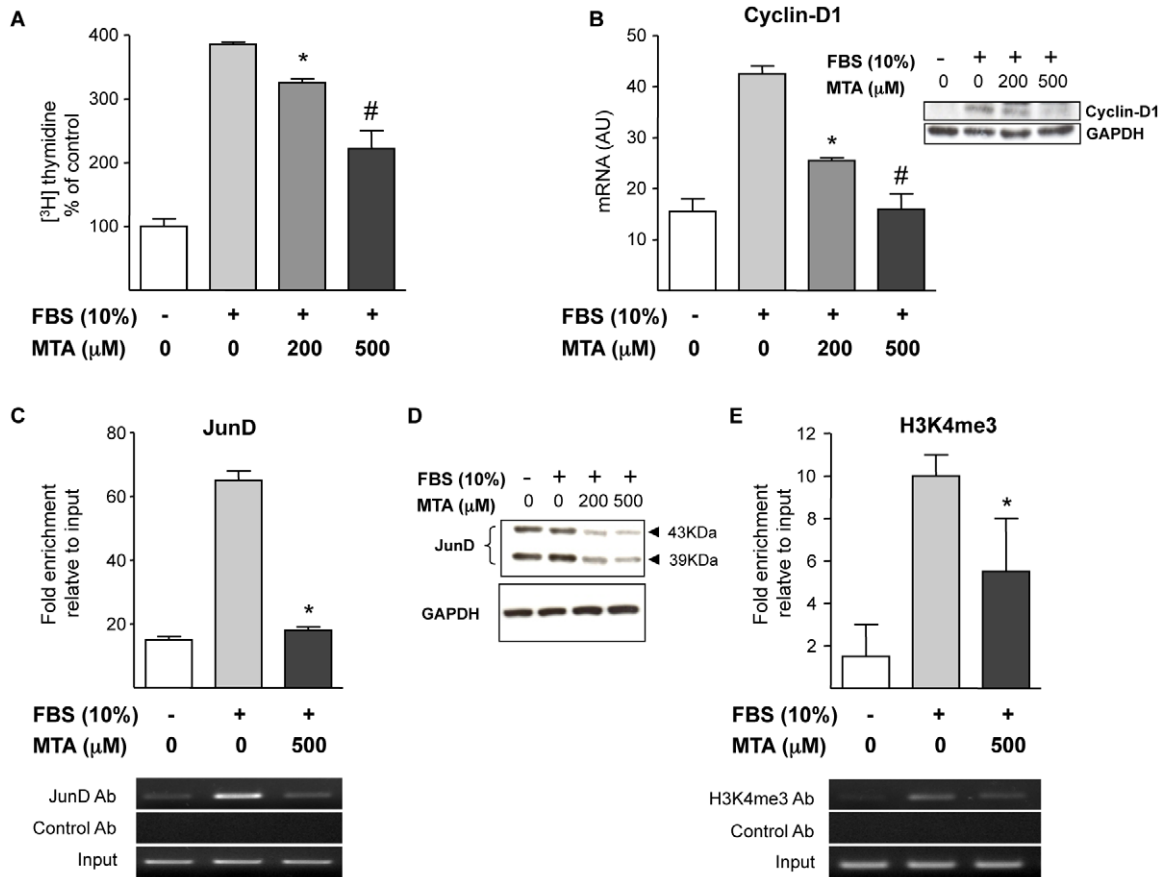 A
[³H] thymidine
% of control
400
300
200
100
*
#
FBS (10%) - + + +
MTA (μM) 0 0 200 500
B
Cyclin-D1
mRNA (AU)
50
40
30
20
10
*
#
FBS (10%) - + + +
MTA (μM) 0 0 200 500
Cyclin-D1
GAPDH
FBS (10%) - + + +
MTA (μM) 0 0 200 500
C
JunD
Fold enrichment
relatve to input
80
60
40
20
*
FBS (10%) - + +
MTA (μM) 0 0 500
JunD Ab
Control Ab
Input
D
FBS (10%) - + + +
MTA (μM) 0 0 200 500
JunD
43KDa
39KDa
GAPDH
E
H3K4me3
Fold enrichment
relative to input
12
10
8
6
4
2
*
FBS (10%) - + +
MTA (μM) 0 0 500
H3K4me3 Ab
Control Ab
Input